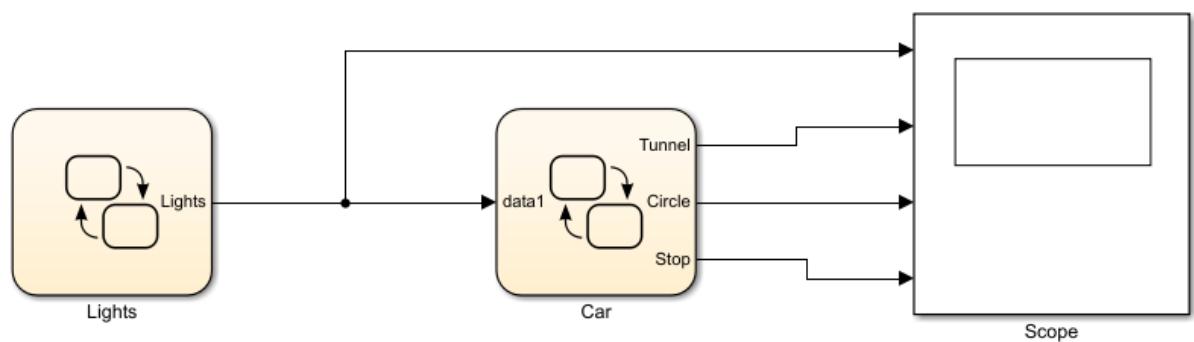 Tunnel
Lights
data1
Circle
Stop
Lights
Car
Scope